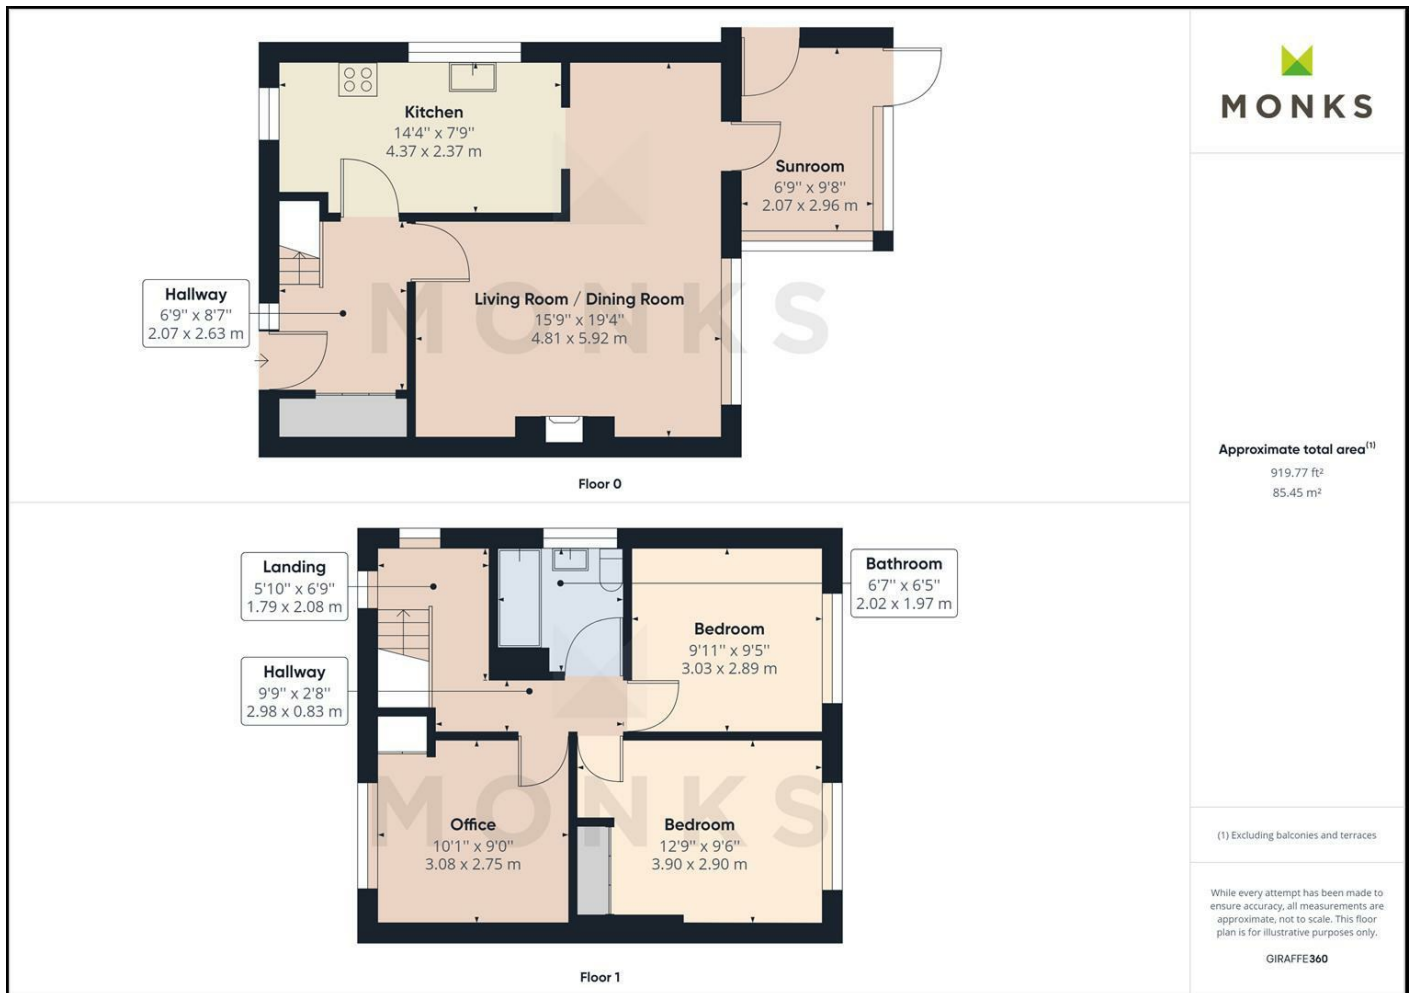 Kitchen
14'4" x 7'9"
4.37 x 2.37 m
Sunroom
6'9" x 9'8"
2.07 x 2.96 m
Hallway
6'9" x 8'7"
2.07 x 2.63 m
Living Room / Dining Room
15'9" x 19'4"
4.81 x 5.92 m
MONKS
Floor 0
Landing
5'10" x 6'9"
1.79 x 2.08 m
Bathroom
6'7" x 6'5"
2.02 x 1.97 m
Bedroom
9'11" x 9'5"
3.03 x 2.89 m
Hallway
9'9" x 2'8"
2.98 x 0.83 m
MONKS
Office
10'1" x 9'0"
3.08 x 2.75 m
Bedroom
12'9" x 9'6"
3.90 x 2.90 m
Floor 1
MONKS
Approximate total area(1)
919.77 ft²
85.45 m²
(1) Excluding balconies and terraces
While every attempt has been made to
ensure accuracy, all measurements are
approximate, not to scale. This floor
plan is for illustrative purposes only.
GIRAFFE360